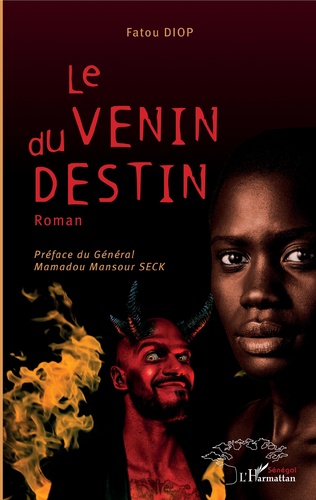 Fatou DIOP
Le
du VENIN
DESTIN
Roman
Préface du Général
Mamadou Mansour SECK
Sénégal
L'Harmattan